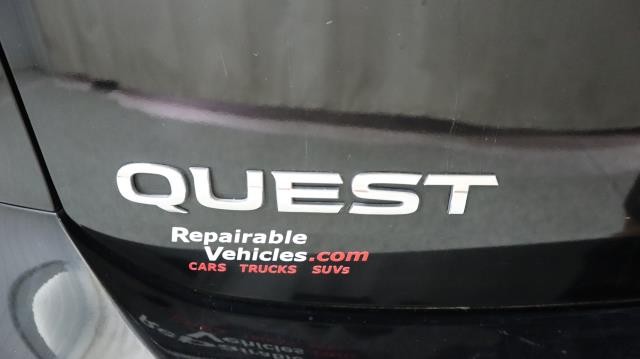 QUEST
Repairable
Vehicles.com
CARS TRUCKS SUVs